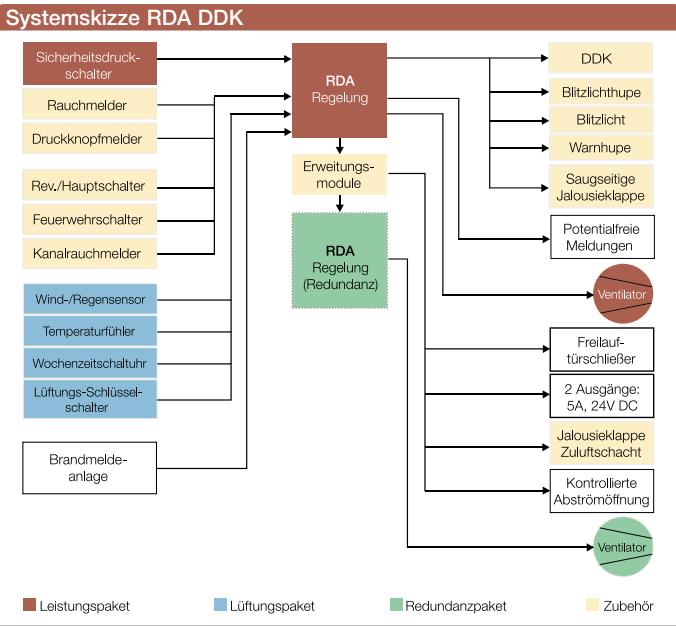 Systemskizze RDA DDK
Sicherheitsdruck-
schalter
Rauchmelder
Druckknopfmelder
Rev./Hauptschalter
Feuerwehrschalter
Kanalrauchmelder
Wind-/Regensensor
Temperaturfühler
Wochenzeitschaltuhr
Lüftungs-Schlüssel-
schalter
Brandmelde-
anlage
RDA
Regelung
Erweitungs-
module
RDA
Regelung
(Redundanz)
DDK
Blitzlichthupe
Blitzlicht
Warnhupe
Saugseitige
Jalousieklappe
Potentialfreie
Meldungen
Ventilator
Freilauf-
türschließer
2 Ausgänge:
5A, 24V DC
Jalousieklappe
Zuluftschacht
Kontrollierte
Abströmöffnung
Ventilator
Leistungspaket
Lüftungspaket
Redundanzpaket
Zubehör